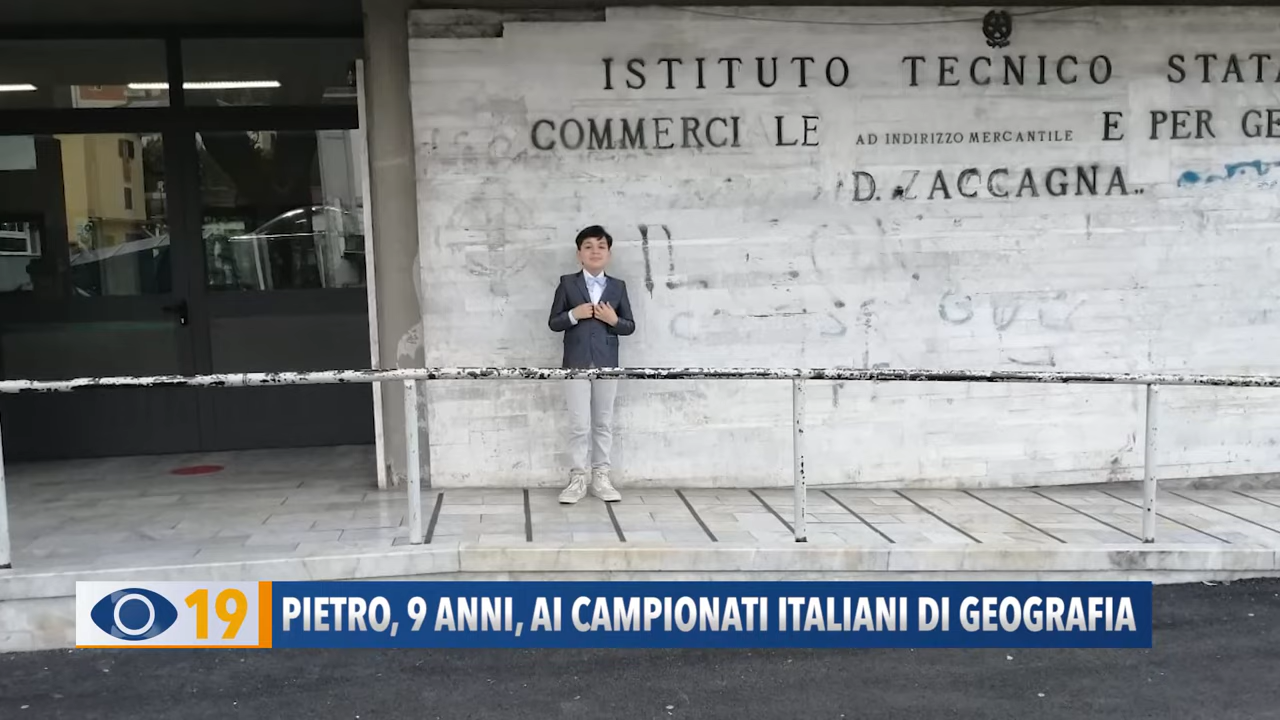 ISTITUTO TECNICO STATA
COMMERCI LE AD INDIRIZZO MERCANTILE E PER GE
D. ZACCAGNA
19 PIETRO, 9 ANNI, AI CAMPIONATI ITALIANI DI GEOGRAFIA